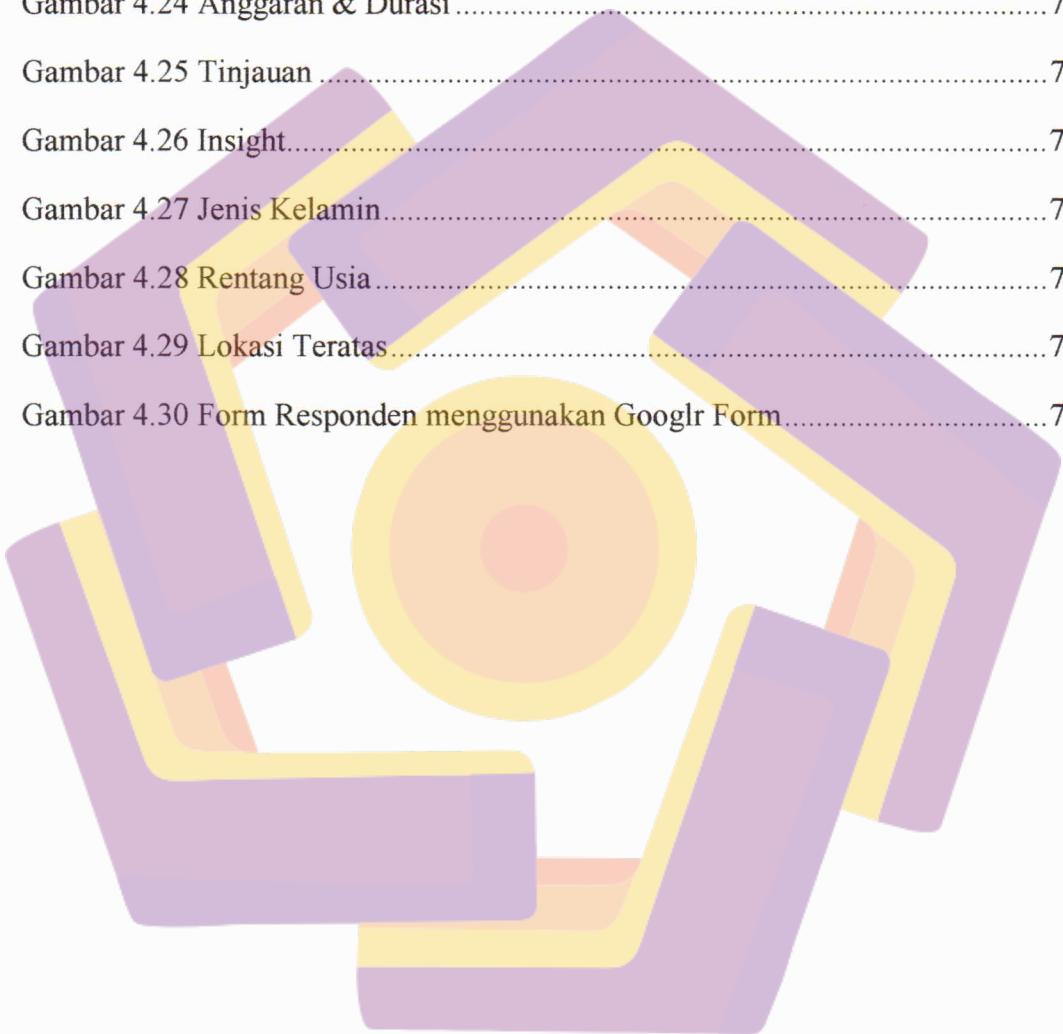 Gambar 4.24 Anggaran & Durasi........................................................................7
Gambar 4.25 Tinjauan ........................................................................................7
Gambar 4.26 Insight............................................................................................7
Gambar 4.27 Jenis Kelamin................................................................................7
Gambar 4.28 Rentang Usia.................................................................................7
Gambar 4.29 Lokasi Teratas...............................................................................7
Gambar 4.30 Form Responden menggunakan Googlr Form................................7